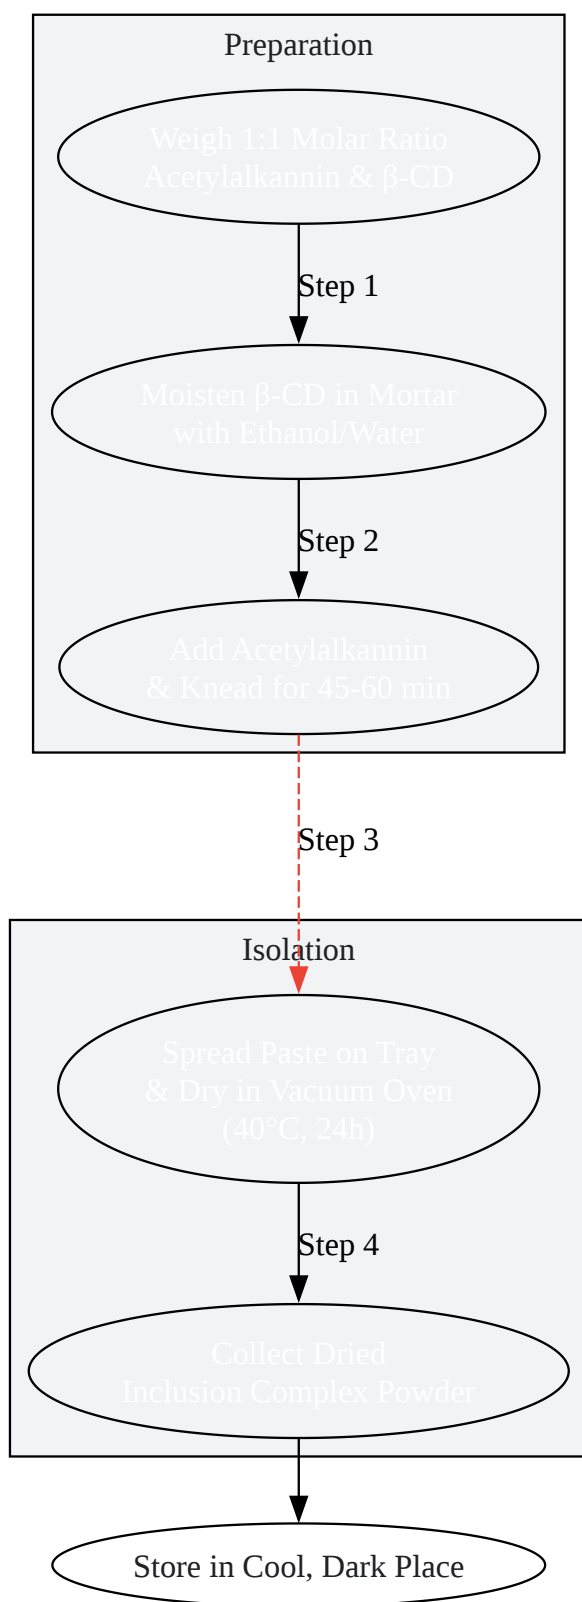 Preparation
Weigh 1:1 Molar Ratio
Acetylalkannin & β-CD
Step 1
Moisten β-CD in Mortar
with Ethanol/Water
Step 2
Add Acetylalkannin
& Knead for 45-60 min
Step 3
Isolation
Spread Paste on Tray
& Dry in Vacuum Oven
(40°C, 24h)
Step 4
Collect Dried
Inclusion Complex Powder
Store in Cool, Dark Place